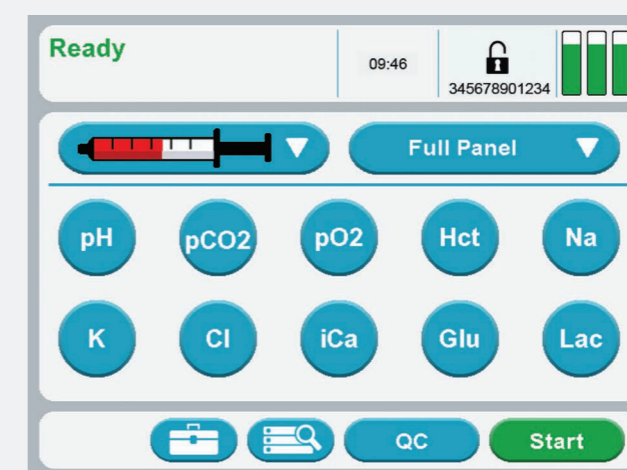 Ready
09:46
345678901234
Full Panel
pH pCO2 pO2 Hct Na
K Cl iCa Glu Lac
QC Start